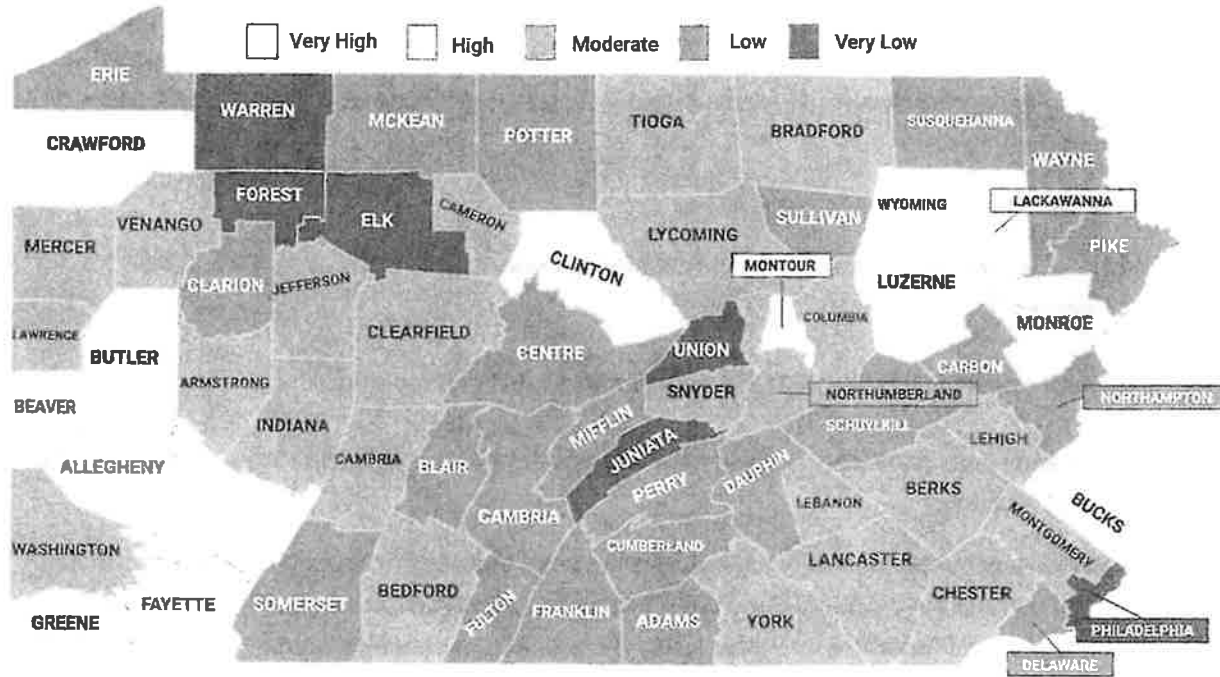 Very High High Moderate Low Very Low
ERIE
WARREN
MCKEAN
POTTER
TIOGA
BRADFORD
SUSQUEHANNA
CRAWFORD
WAYNE
FOREST
ELK
CAMERON
VENANGO
MERCER
LYCOMING
SULLIVAN
WYOMING
LACKAWANNA
PIKE
CLINTON
MONTOUR
LUZERNE
CLARION
JEFFERSON
LAWRENCE
BUTLER
CLEARFIELD
CENTRE
UNION
COLUMBIA
MONROE
CARBON
BEAVER
ARMSTRONG
SNYDER
NORTHUMBERLAND
NORTHAMPTON
INDIANA
MIFFLIN
SCHUYLKILL
LEHIGH
ALLEGHENY
CAMBRIA
BLAIR
JUNIATA
PERRY
DAUPHIN
LEBANON
BERKS
BUCKS
CAMBRIA
CUMBERLAND
MONTGOMERY
WASHINGTON
LANCASTER
CHESTER
GREENE
FAYETTE
SOMERSET
BEDFORD
FULTON
FRANKLIN
ADAMS
YORK
PHILADELPHIA
DELAWARE